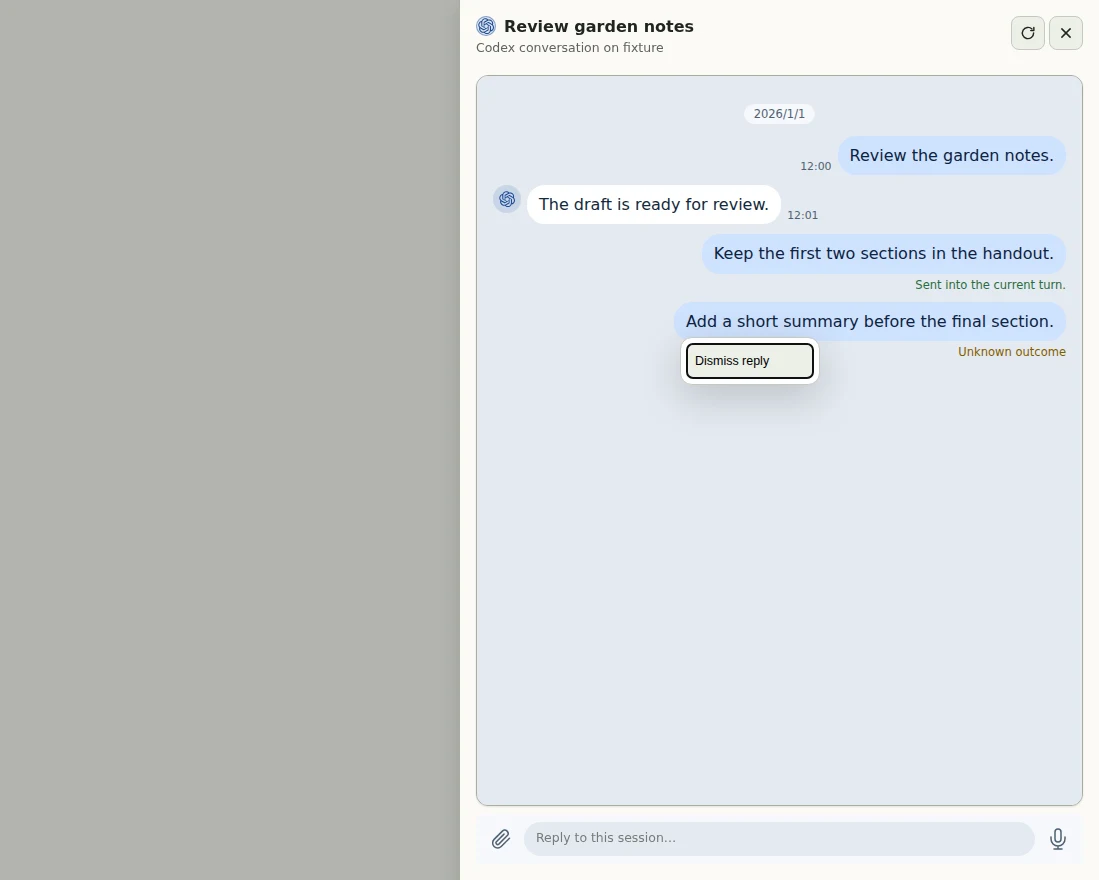 Review garden notes
Codex conversation on fixture
2026/1/1
12:00 Review the garden notes.
The draft is ready for review. 12:01
Keep the first two sections in the handout.
Sent into the current turn.
Add a short summary before the final section.
Unknown outcome
Dismiss reply
Reply to this session…